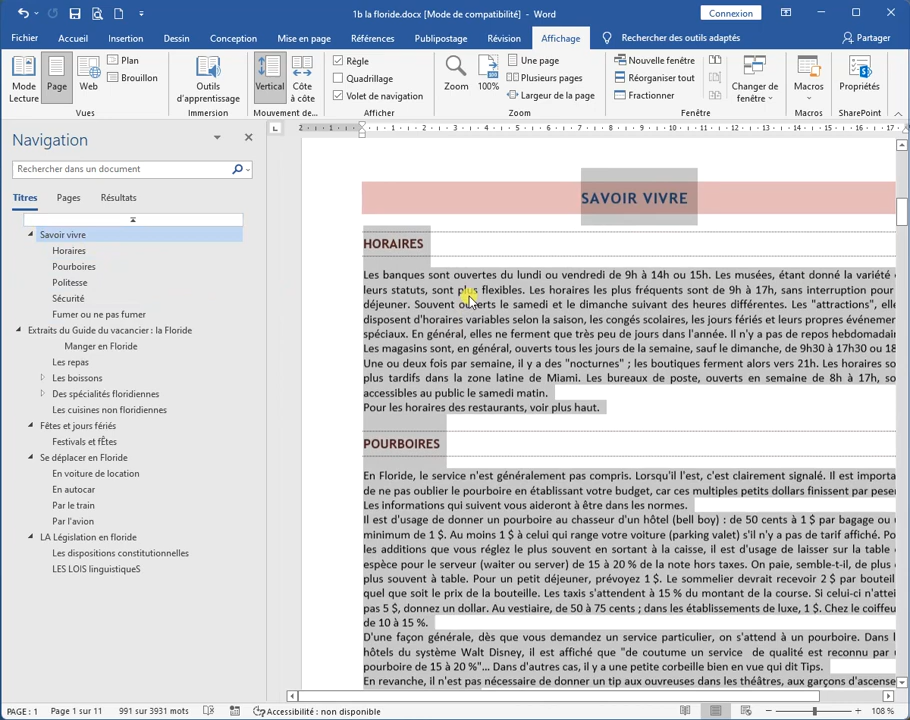 1b la floride.docx [Mode de compatibilité] - Word
Connexion
Fichier Accueil Insertion Dessin Conception Mise en page Références Publipostage Révision Affichage Rechercher des outils adaptés Partager
Mode Lecture
Page
Web
Plan
Brouillon
Vues
Outils d'apprentissage
Immersion
Vertical
Côte à côte
Mouvement de...
Règle
Quadrillage
Volet de navigation
Afficher
Zoom
100%
Une page
Plusieurs pages
Largeur de la page
Zoom
Nouvelle fenêtre
Réorganiser tout
Fractionner
Changer de fenêtre
Fenêtre
Macros
Macros
Propriétés
SharePoint
Navigation
Rechercher dans un document
Titres Pages Résultats
Savoir vivre
Horaires
Pourboires
Politesse
Sécurité
Fumer ou ne pas fumer
Extraits du Guide du vacancier : la Floride
Manger en Floride
Les repas
Les boissons
Des spécialités floridiennes
Les cuisines non floridiennes
Fêtes et jours fériés
Festivals et fÊtes
Se déplacer en Floride
En voiture de location
En autocar
Par le train
Par l'avion
LA Législation en floride
Les dispositions constitutionnelles
LES LOIS linguistiqueS
2 1 1 2 3 4 5 6 7 8 9 10 11 12 13 14 15 16 17
SAVOIR VIVRE
HORAIRES
Les banques sont ouvertes du lundi ou vendredi de 9h à 14h ou 15h. Les musées, étant donné la variété
leurs statuts, sont plus flexibles. Les horaires les plus fréquents sont de 9h à 17h, sans interruption pour
déjeuner. Souvent ouverts le samedi et le dimanche suivant des heures différentes. Les "attractions", elle
disposent d'horaires variables selon la saison, les congés scolaires, les jours fériés et leurs propres événemen
spéciaux. En général, elles ne ferment que très peu de jours dans l'année. Il n'y a pas de repos hebdomadai
Les magasins sont, en général, ouverts tous les jours de la semaine, sauf le dimanche, de 9h30 à 17h30 ou 18
Une ou deux fois par semaine, il y a des "nocturnes" ; les boutiques ferment alors vers 21h. Les horaires so
plus tardifs dans la zone latine de Miami. Les bureaux de poste, ouverts en semaine de 8h à 17h, so
accessibles au public le samedi matin.
Pour les horaires des restaurants, voir plus haut.
POURBOIRES
En Floride, le service n'est généralement pas compris. Lorsqu'il l'est, c'est clairement signalé. Il est importa
de ne pas oublier le pourboire en établissant votre budget, car ces multiples petits dollars finissent par peser
Les informations qui suivent vous aideront à être dans les normes.
Il est d'usage de donner un pourboire au chasseur d'un hôtel (bell boy) : de 50 cents à 1 $ par bagage ou
minimum de 1 $. Au moins 1 $ à celui qui range votre voiture (parking valet) s'il n'y a pas de tarif affiché. Po
les additions que vous réglez le plus souvent en sortant à la caisse, il est d'usage de laisser sur la table
espèce pour le serveur (waiter ou server) de 15 à 20 % de la note hors taxes. On paie, semble-t-il, de plus
plus souvent à table. Pour un petit déjeuner, prévoyez 1 $. Le sommelier devrait recevoir 2 $ par bouteil
quel que soit le prix de la bouteille. Les taxis s'attendent à 15 % du montant de la course. Si celui-ci n'attei
pas 5 $, donnez un dollar. Au vestiaire, de 50 à 75 cents ; dans les établissements de luxe, 1 $. Chez le coiffeu
de 10 à 15 %.
D'une façon générale, dès que vous demandez un service particulier, on s'attend à un pourboire. Dans l
hôtels du système Walt Disney, il est affiché que "de coutume un service de qualité est reconnu par
pourboire de 15 à 20 %"... Dans d'autres cas, il y a une petite corbeille bien en vue qui dit Tips.
En revanche, il n'est pas nécessaire de donner un tip aux ouvreuses dans les théâtres, aux garçons d'ascense
PAGE : 1 Page 1 sur 11 991 sur 3931 mots Accessibilité : non disponible 108 %